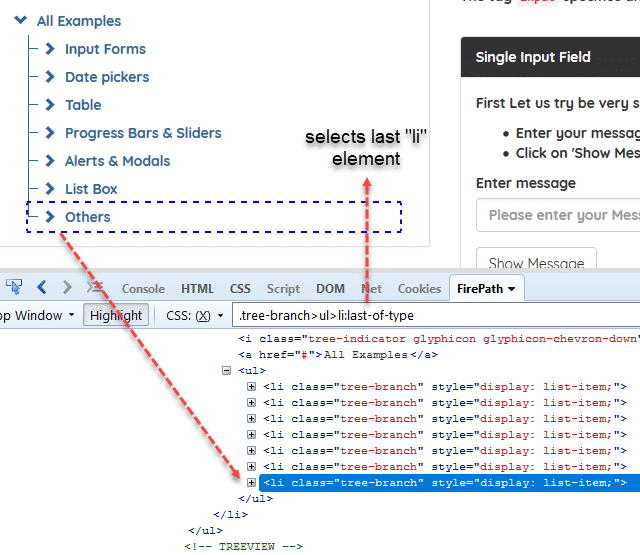 The tag input specifies an
All Examples
Input Forms
Date pickers
Table
Progress Bars & Sliders
Alerts & Modals
List Box
Others
selects last "li"
element
Single Input Field
First Let us try be very s
Enter your messag
Click on 'Show Mes
Enter message
Please enter your Mes
Show Message
Console HTML CSS Script DOM Net Cookies FirePath
op Window Highlight CSS: (X) .tree-branch>ul>li:last-of-type
<i class="tree-indicator glyphicon glyphicon-chevron-down"
<a href="#">All Examples</a>
<ul>
<li class="tree-branch" style="display: list-item;">
<li class="tree-branch" style="display: list-item;">
<li class="tree-branch" style="display: list-item;">
<li class="tree-branch" style="display: list-item;">
<li class="tree-branch" style="display: list-item;">
<li class="tree-branch" style="display: list-item;">
<li class="tree-branch" style="display: list-item;">
</ul>
</li>
</ul>
<!-- TREEVIEW -->